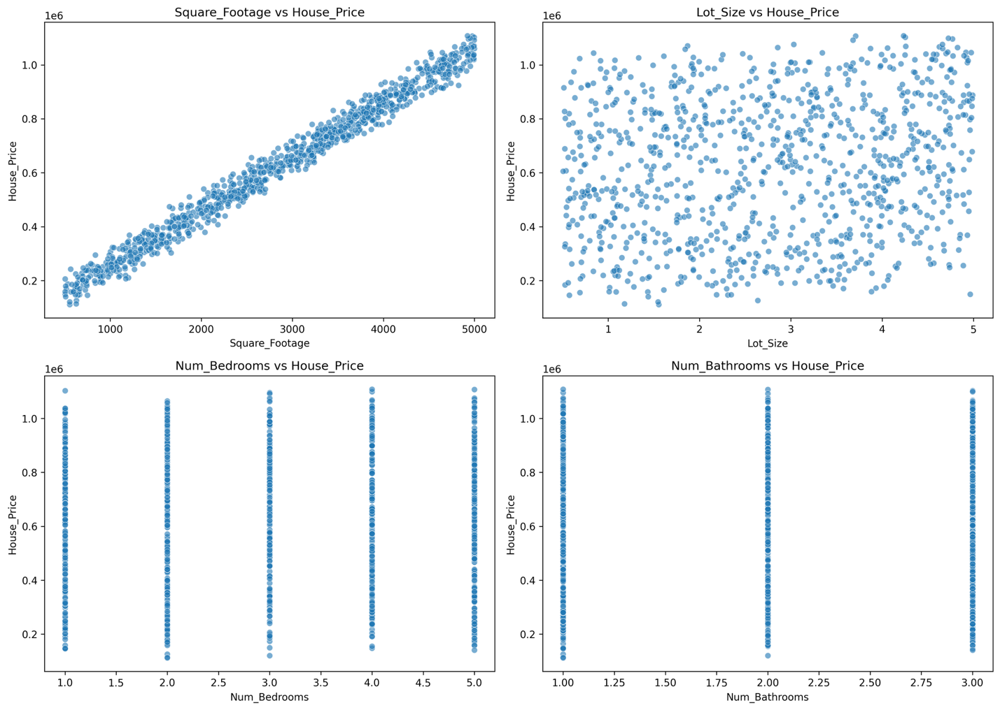 Square_Footage vs House_Price
1e6
1.0
0.8
0.6
0.4
0.2
House_Price
1000 2000 3000 4000 5000
Square_Footage
Lot_Size vs House_Price
1e6
1.0
0.8
0.6
0.4
0.2
House_Price
1 2 3 4 5
Lot_Size
Num_Bedrooms vs House_Price
1e6
1.0
0.8
0.6
0.4
0.2
House_Price
1.0 1.5 2.0 2.5 3.0 3.5 4.0 4.5 5.0
Num_Bedrooms
Num_Bathrooms vs House_Price
1e6
1.0
0.8
0.6
0.4
0.2
House_Price
1.00 1.25 1.50 1.75 2.00 2.25 2.50 2.75 3.00
Num_Bathrooms